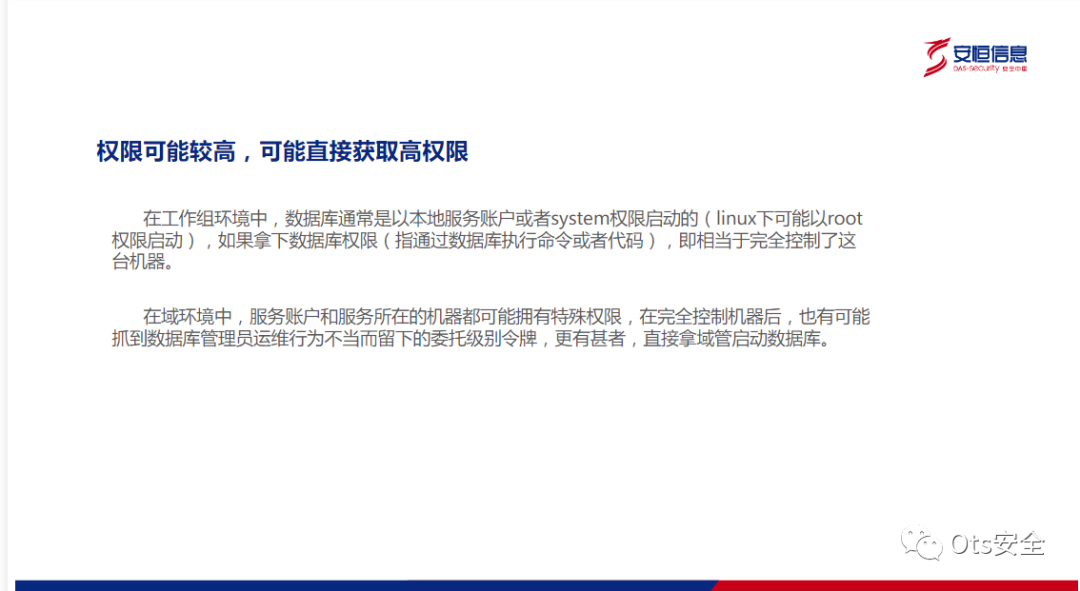 安恒信息
DAS-security 安全中国
权限可能较高，可能直接获取高权限
在工作组环境中，数据库通常是以本地服务账户或者system权限启动的（linux下可能以root
权限启动），如果拿下数据库权限（指通过数据库执行命令或者代码），即相当于完全控制了这
台机器。
在域环境中，服务账户和服务所在的机器都可能拥有特殊权限，在完全控制机器后，也有可能
抓到数据库管理员运维行为不当而留下的委托级别令牌，更有甚者，直接拿域管启动数据库。
Ots安全